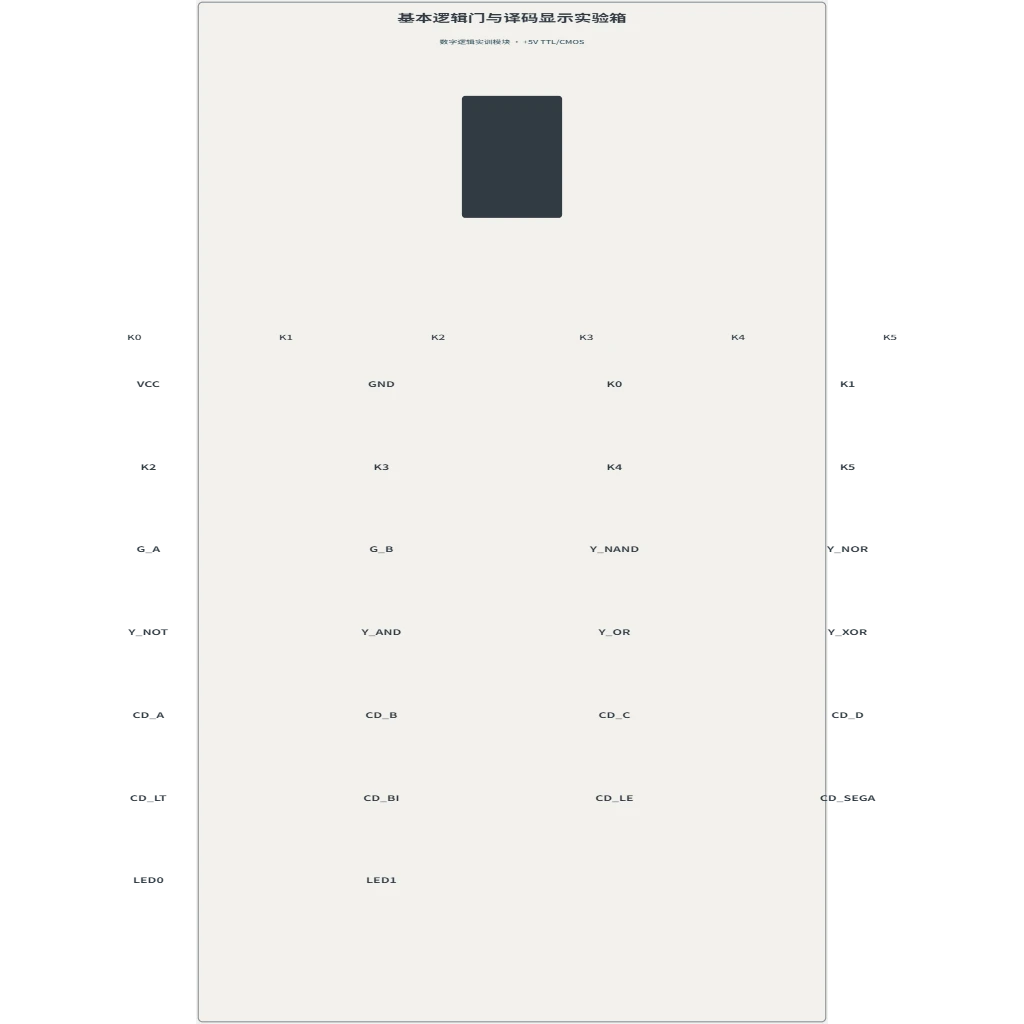 基本逻辑门与译码显示实验箱
数字逻辑实训模块 · +5V TTL/CMOS
K0 K1 K2 K3 K4 K5
VCC GND K0 K1
K2 K3 K4 K5
G_A G_B Y_NAND Y_NOR
Y_NOT Y_AND Y_OR Y_XOR
CD_A CD_B CD_C CD_D
CD_LT CD_BI CD_LE CD_SEGA
LED0 LED1